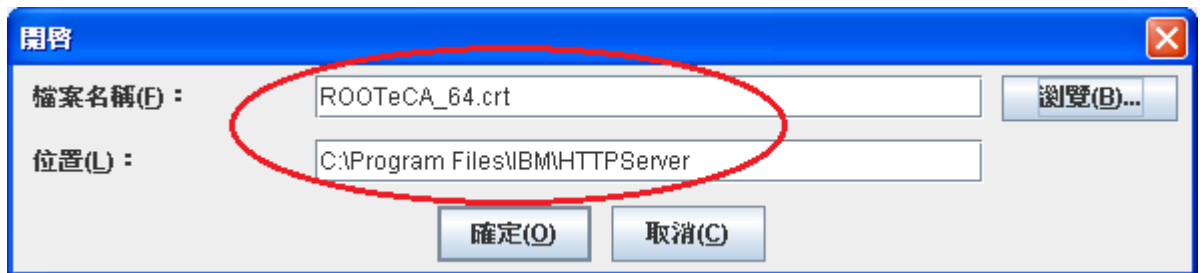 開啓
檔案名稱(F)： ROOTeCA_64.crt 瀏覽(B)...
位置(L)： C:\Program Files\IBM\HTTPServer
確定(O) 取消(C)